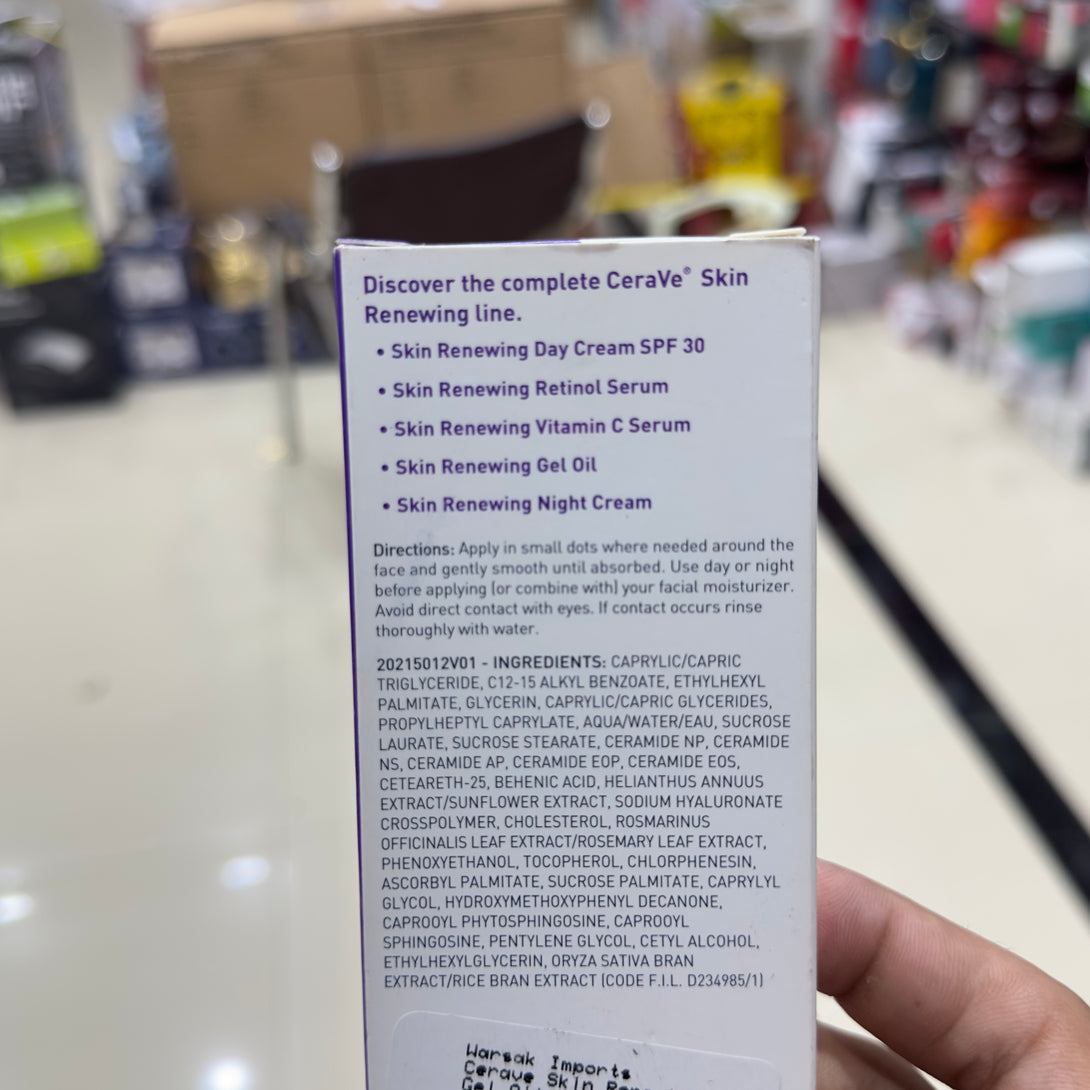 Discover the complete CeraVe® Skin
Renewing line.
• Skin Renewing Day Cream SPF 30
• Skin Renewing Retinol Serum
• Skin Renewing Vitamin C Serum
• Skin Renewing Gel Oil
• Skin Renewing Night Cream
Directions: Apply in small dots where needed around the
face and gently smooth until absorbed. Use day or night
before applying (or combine with) your facial moisturizer.
Avoid direct contact with eyes. If contact occurs rinse
thoroughly with water.
20215012V01 - INGREDIENTS: CAPRYLIC/CAPRIC
TRIGLYCERIDE, C12-15 ALKYL BENZOATE, ETHYLHEXYL
PALMITATE, GLYCERIN, CAPRYLIC/CAPRIC GLYCERIDES,
PROPYLHEPTYL CAPRYLATE, AQUA/WATER/EAU, SUCROSE
LAURATE, SUCROSE STEARATE, CERAMIDE NP, CERAMIDE
NS, CERAMIDE AP, CERAMIDE EOP, CERAMIDE EOS,
CETEARETH-25, BEHENIC ACID, HELIANTHUS ANNUUS
EXTRACT/SUNFLOWER EXTRACT, SODIUM HYALURONATE
CROSSPOLYMER, CHOLESTEROL, ROSMARINUS
OFFICINALIS LEAF EXTRACT/ROSEMARY LEAF EXTRACT,
PHENOXYETHANOL, TOCOPHEROL, CHLORPHENESIN,
ASCORBYL PALMITATE, SUCROSE PALMITATE, CAPRYLYL
GLYCOL, HYDROXYMETHOXYPHENYL DECANONE,
CAPROOYL PHYTOSPHINGOSINE, CAPROOYL
SPHINGOSINE, PENTYLENE GLYCOL, CETYL ALCOHOL,
ETHYLHEXYLGLYCERIN, ORYZA SATIVA BRAN
EXTRACT/RICE BRAN EXTRACT (CODE F.I.L. D234985/1)
Warsak Imports
Cerave Skin
Gel